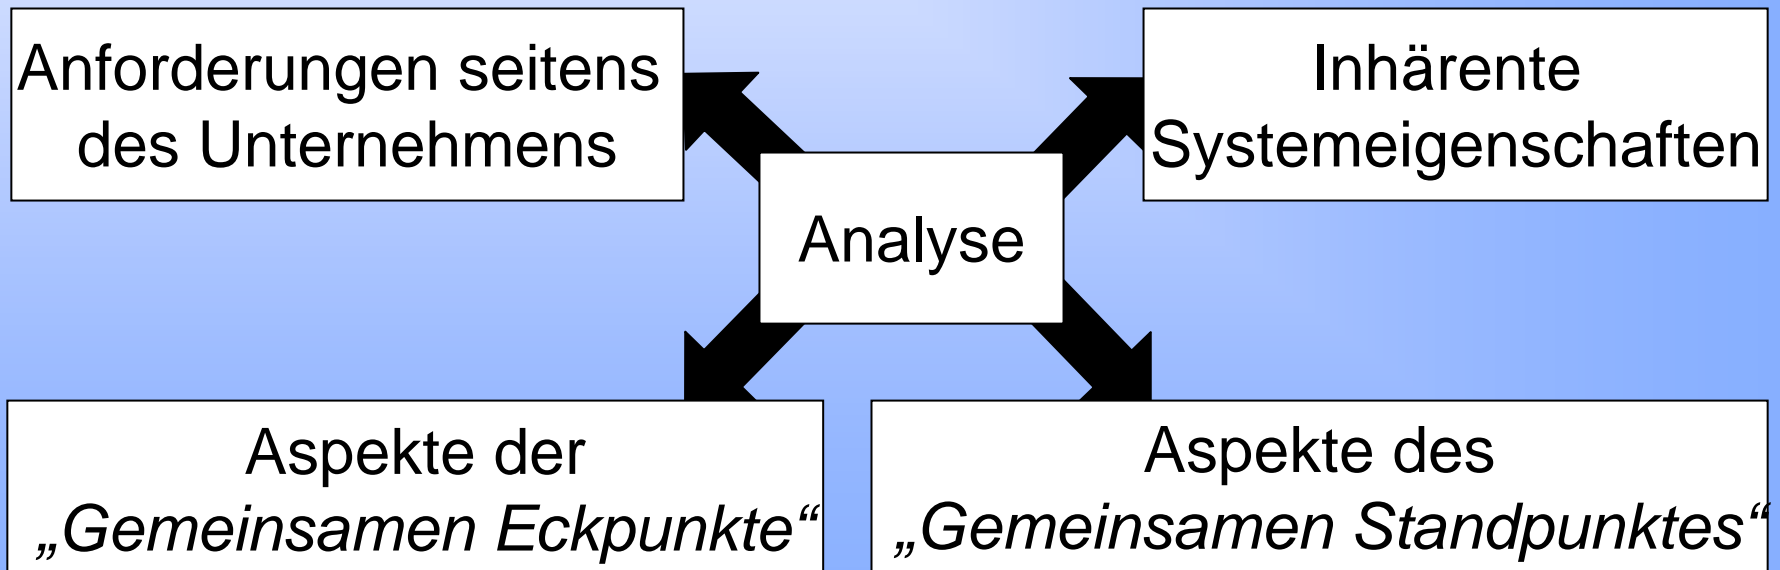 Anforderungen seitens
des Unternehmens
Inhärente
Systemeigenschaften
Analyse
Aspekte der
„Gemeinsamen Eckpunkte“
Aspekte des
„Gemeinsamen Standpunktes“